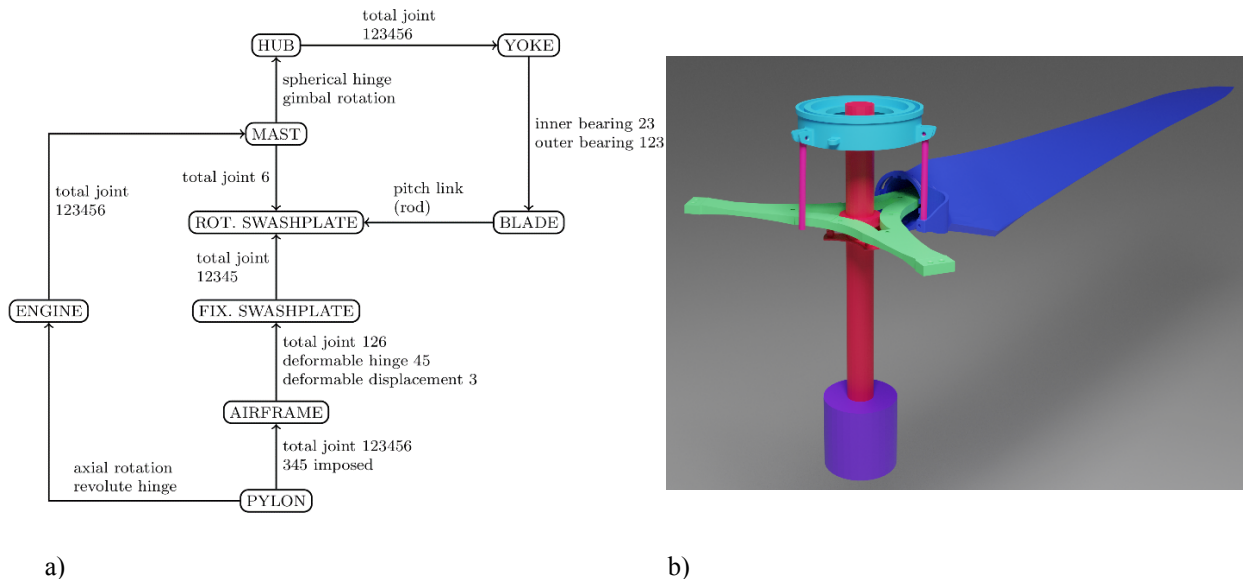 total joint
123456
HUB
YOKE
spherical hinge
gimbal rotation
MAST
inner bearing 23
outer bearing 123
total joint
123456
total joint 6
pitch link
(rod)
ROT. SWASHPLATE
BLADE
total joint
12345
ENGINE
FIX. SWASHPLATE
total joint 126
deformable hinge 45
deformable displacement 3
AIRFRAME
total joint 123456
345 imposed
axial rotation
revolute hinge
PYLON
a)
b)